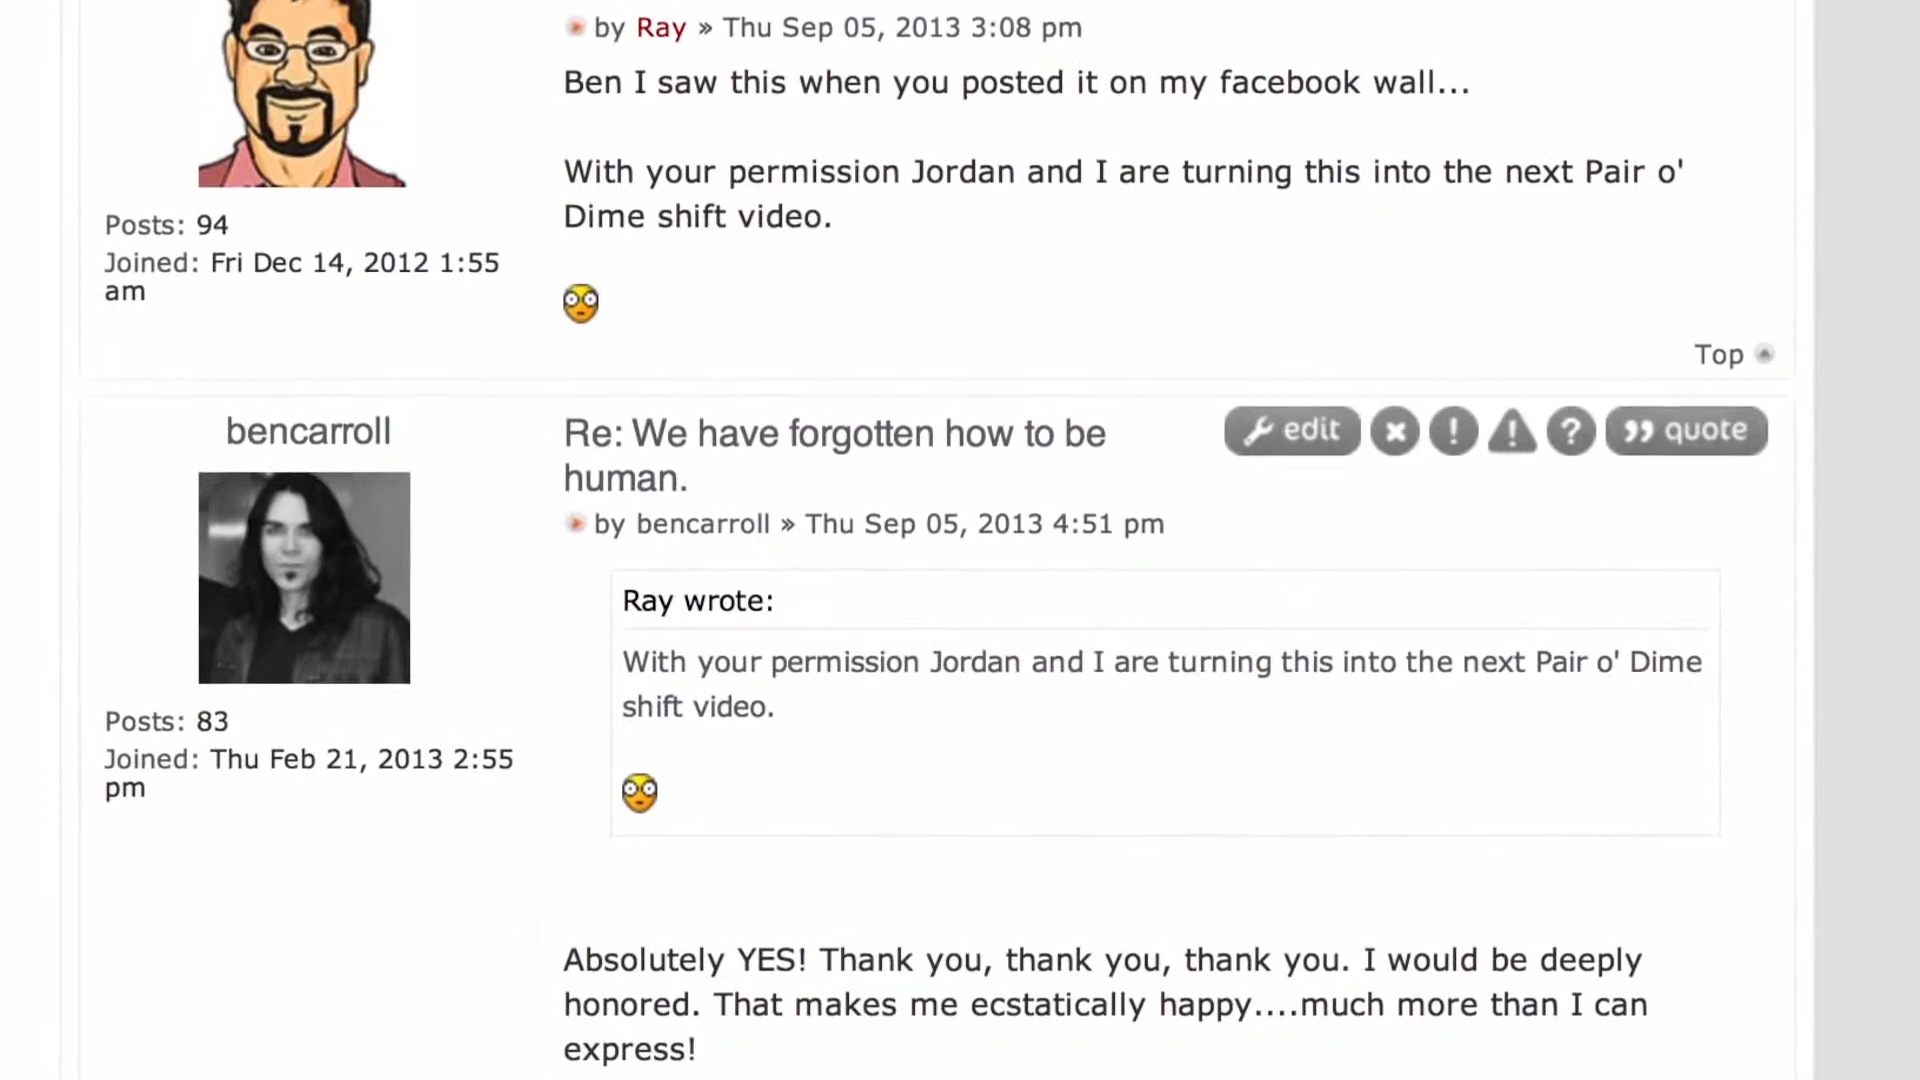 by Ray » Thu Sep 05, 2013 3:08 pm
Ben I saw this when you posted it on my facebook wall...
With your permission Jordan and I are turning this into the next Pair o'
Dime shift video.
Posts: 94
Joined: Fri Dec 14, 2012 1:55
am
Top
bencarroll
Re: We have forgotten how to be
human.
edit
quote
by bencarroll » Thu Sep 05, 2013 4:51 pm
Ray wrote:
With your permission Jordan and I are turning this into the next Pair o' Dime
shift video.
Posts: 83
Joined: Thu Feb 21, 2013 2:55
pm
Absolutely YES! Thank you, thank you, thank you. I would be deeply
honored. That makes me ecstatically happy....much more than I can
express!